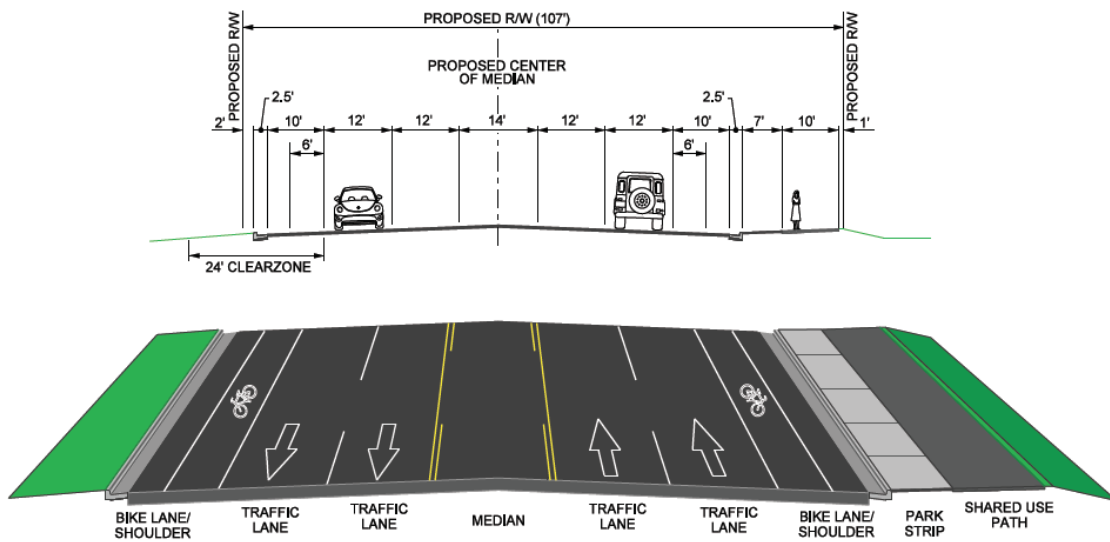 PROPOSED R/W (107')
PROPOSED R/W
PROPOSED R/W
PROPOSED CENTER
OF MEDIAN
2.5'
2.5'
2'
10'
12'
12'
14'
12'
12'
10'
7'
10'
1'
6'
6'
24' CLEARZONE
BIKE LANE/
SHOULDER
TRAFFIC
LANE
TRAFFIC
LANE
MEDIAN
TRAFFIC
LANE
TRAFFIC
LANE
BIKE LANE/
SHOULDER
PARK
STRIP
SHARED USE
PATH